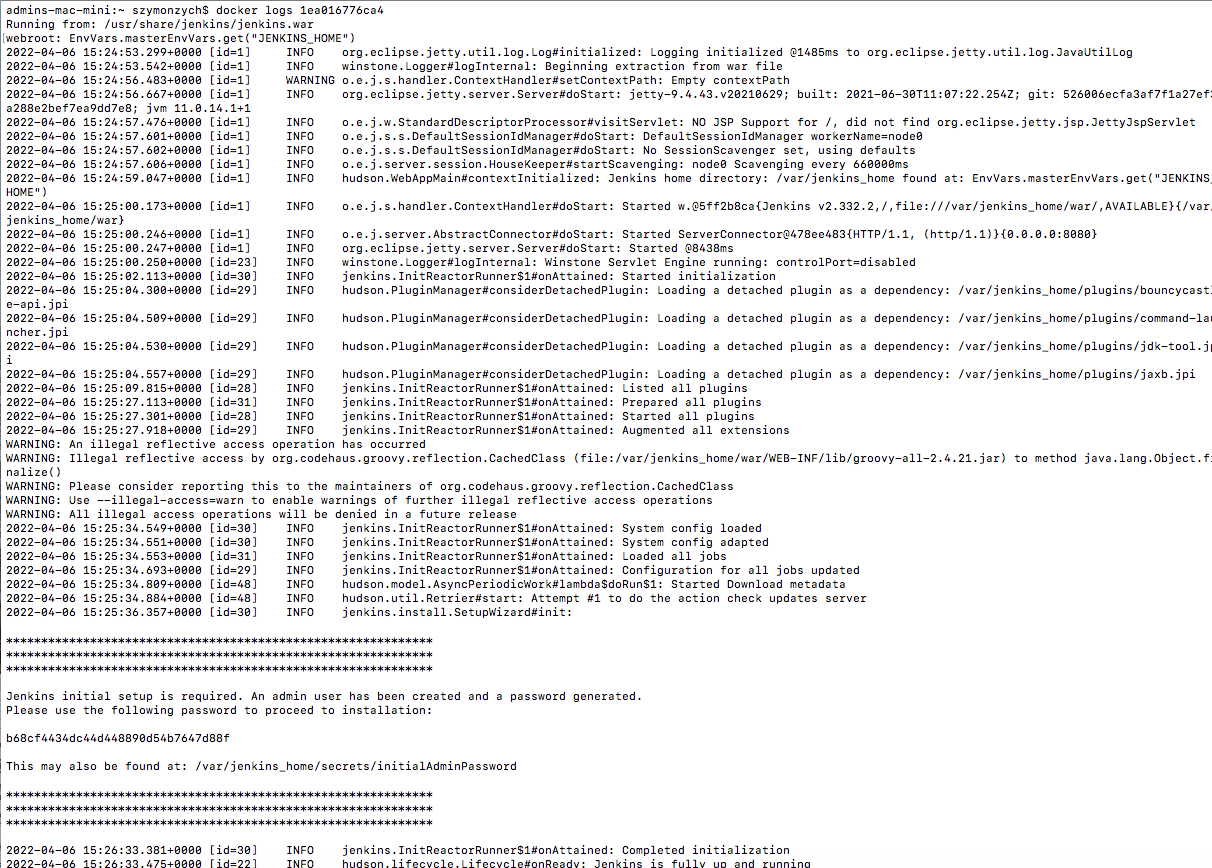 admins-mac-mini:~ szymonzych$ docker logs 1ea016776ca4
Running from: /usr/share/jenkins/jenkins.war
webroot: EnvVars.masterEnvVars.get("JENKINS_HOME")
2022-04-06 15:24:53.299+0000 [id=1]    INFO    org.eclipse.jetty.util.log.Log#initialized: Logging initialized @1485ms to org.eclipse.jetty.util.log.JavaUtilLog
2022-04-06 15:24:53.542+0000 [id=1]    INFO    winstone.Logger#logInternal: Beginning extraction from war file
2022-04-06 15:24:56.483+0000 [id=1]    WARNING o.e.j.s.handler.ContextHandler#setContextPath: Empty contextPath
2022-04-06 15:24:56.667+0000 [id=1]    INFO    org.eclipse.jetty.server.Server#doStart: jetty-9.4.43.v20210629; built: 2021-06-30T11:07:22.254Z; git: 526006ecfa3af7f1a27ef3
a288e2bef7ea9dd7e8; jvm 11.0.14.1+1
2022-04-06 15:24:57.476+0000 [id=1]    INFO    o.e.j.w.StandardDescriptorProcessor#visitServlet: NO JSP Support for /, did not find org.eclipse.jetty.jsp.JettyJspServlet
2022-04-06 15:24:57.601+0000 [id=1]    INFO    o.e.j.s.s.DefaultSessionIdManager#doStart: DefaultSessionIdManager workerName=node0
2022-04-06 15:24:57.602+0000 [id=1]    INFO    o.e.j.s.s.DefaultSessionIdManager#doStart: No SessionScavenger set, using defaults
2022-04-06 15:24:57.606+0000 [id=1]    INFO    o.e.j.server.session.HouseKeeper#startScavenging: node0 Scavenging every 660000ms
2022-04-06 15:24:59.047+0000 [id=1]    INFO    hudson.WebAppMain#contextInitialized: Jenkins home directory: /var/jenkins_home found at: EnvVars.masterEnvVars.get("JENKINS_
HOME")
2022-04-06 15:25:00.173+0000 [id=1]    INFO    o.e.j.s.handler.ContextHandler#doStart: Started w.@5ff2b8ca{Jenkins v2.332.2,/,file:///var/jenkins_home/war/,AVAILABLE}{/var/
jenkins_home/war}
2022-04-06 15:25:00.246+0000 [id=1]    INFO    o.e.j.server.AbstractConnector#doStart: Started ServerConnector@478ee483{HTTP/1.1, (http/1.1)}{0.0.0.0:8080}
2022-04-06 15:25:00.247+0000 [id=1]    INFO    org.eclipse.jetty.server.Server#doStart: Started @8438ms
2022-04-06 15:25:00.250+0000 [id=23]    INFO    winstone.Logger#logInternal: Winstone Servlet Engine running: controlPort=disabled
2022-04-06 15:25:02.113+0000 [id=30]    INFO    jenkins.InitReactorRunner$1#onAttained: Started initialization
2022-04-06 15:25:04.300+0000 [id=29]    INFO    hudson.PluginManager#considerDetachedPlugin: Loading a detached plugin as a dependency: /var/jenkins_home/plugins/bouncycastl
e-api.jpi
2022-04-06 15:25:04.509+0000 [id=29]    INFO    hudson.PluginManager#considerDetachedPlugin: Loading a detached plugin as a dependency: /var/jenkins_home/plugins/command-lau
ncher.jpi
2022-04-06 15:25:04.530+0000 [id=29]    INFO    hudson.PluginManager#considerDetachedPlugin: Loading a detached plugin as a dependency: /var/jenkins_home/plugins/jdk-tool.jp
i
2022-04-06 15:25:04.557+0000 [id=29]    INFO    hudson.PluginManager#considerDetachedPlugin: Loading a detached plugin as a dependency: /var/jenkins_home/plugins/jaxb.jpi
2022-04-06 15:25:09.815+0000 [id=28]    INFO    jenkins.InitReactorRunner$1#onAttained: Listed all plugins
2022-04-06 15:25:27.113+0000 [id=31]    INFO    jenkins.InitReactorRunner$1#onAttained: Prepared all plugins
2022-04-06 15:25:27.301+0000 [id=28]    INFO    jenkins.InitReactorRunner$1#onAttained: Started all plugins
2022-04-06 15:25:27.918+0000 [id=29]    INFO    jenkins.InitReactorRunner$1#onAttained: Augmented all extensions
WARNING: An illegal reflective access operation has occurred
WARNING: Illegal reflective access by org.codehaus.groovy.reflection.CachedClass (file:/var/jenkins_home/war/WEB-INF/lib/groovy-all-2.4.21.jar) to method java.lang.Object.fi
nalize()
WARNING: Please consider reporting this to the maintainers of org.codehaus.groovy.reflection.CachedClass
WARNING: Use --illegal-access=warn to enable warnings of further illegal reflective access operations
WARNING: All illegal access operations will be denied in a future release
2022-04-06 15:25:34.549+0000 [id=30]    INFO    jenkins.InitReactorRunner$1#onAttained: System config loaded
2022-04-06 15:25:34.551+0000 [id=30]    INFO    jenkins.InitReactorRunner$1#onAttained: System config adapted
2022-04-06 15:25:34.553+0000 [id=31]    INFO    jenkins.InitReactorRunner$1#onAttained: Loaded all jobs
2022-04-06 15:25:34.693+0000 [id=29]    INFO    jenkins.InitReactorRunner$1#onAttained: Configuration for all jobs updated
2022-04-06 15:25:34.809+0000 [id=48]    INFO    hudson.model.AsyncPeriodicWork#lambda$doRun$1: Started Download metadata
2022-04-06 15:25:34.884+0000 [id=48]    INFO    hudson.util.Retrier#start: Attempt #1 to do the action check updates server
2022-04-06 15:25:36.357+0000 [id=30]    INFO    jenkins.install.SetupWizard#init:
*************************************************************
*************************************************************
*************************************************************
Jenkins initial setup is required. An admin user has been created and a password generated.
Please use the following password to proceed to installation:
b68cf4434dc44d448890d54b7647d88f
This may also be found at: /var/jenkins_home/secrets/initialAdminPassword
*************************************************************
*************************************************************
*************************************************************
2022-04-06 15:26:33.381+0000 [id=30]    INFO    jenkins.InitReactorRunner$1#onAttained: Completed initialization
2022-04-06 15:26:33.475+0000 [id=22]    INFO    hudson.lifecycle.Lifecycle#onReady: Jenkins is fully up and running